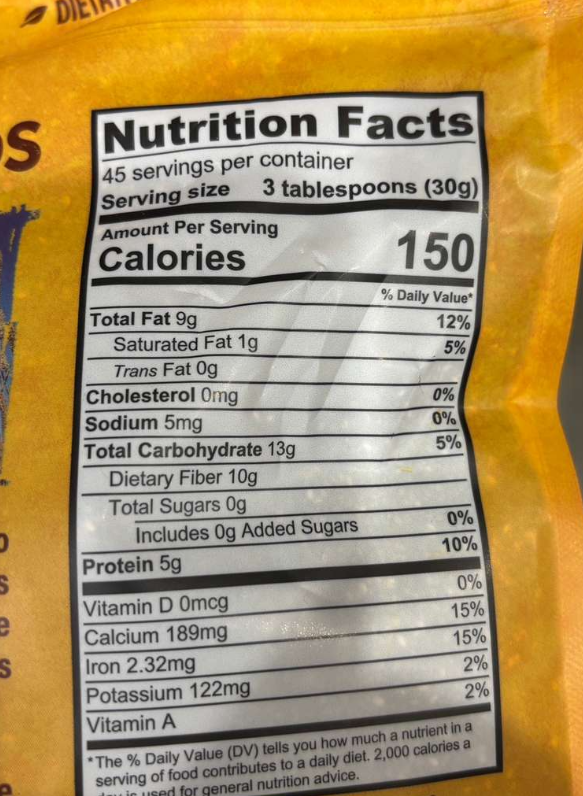 Nutrition Facts
45 servings per container
Serving size 3 tablespoons (30g)
Amount Per Serving
Calories 150
% Daily Value*
Total Fat 9g 12%
Saturated Fat 1g 5%
Trans Fat 0g
Cholesterol 0mg 0%
Sodium 5mg 0%
Total Carbohydrate 13g 5%
Dietary Fiber 10g
Total Sugars 0g
Includes 0g Added Sugars 0%
Protein 5g 10%
Vitamin D 0mcg 0%
Calcium 189mg 15%
Iron 2.32mg 15%
Potassium 122mg 2%
Vitamin A 2%
*The % Daily Value (DV) tells you how much a nutrient in a
serving of food contributes to a daily diet. 2,000 calories a
day is used for general nutrition advice.